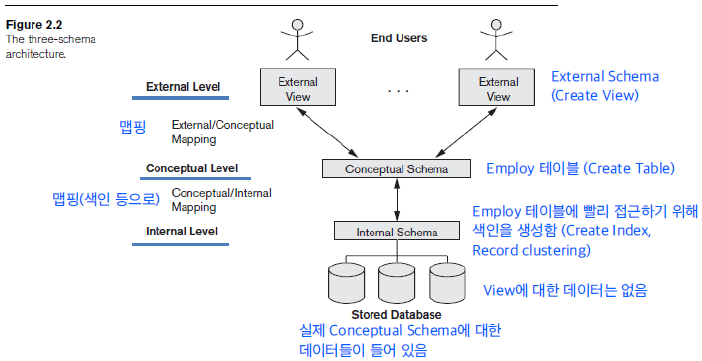 Figure 2.2
The three-schema
architecture.
End Users
External Level
External
View
. . .
External
View
External Schema
(Create View)
맵핑
External/Conceptual
Mapping
Conceptual Level
Conceptual Schema
Employ 테이블 (Create Table)
맵핑(색인 등으로)
Conceptual/Internal
Mapping
Internal Level
Internal Schema
Employ 테이블에 빨리 접근하기 위해
색인을 생성함 (Create Index,
Record clustering)
View에 대한 데이터는 없음
Stored Database
실제 Conceptual Schema에 대한
데이터들이 들어 있음